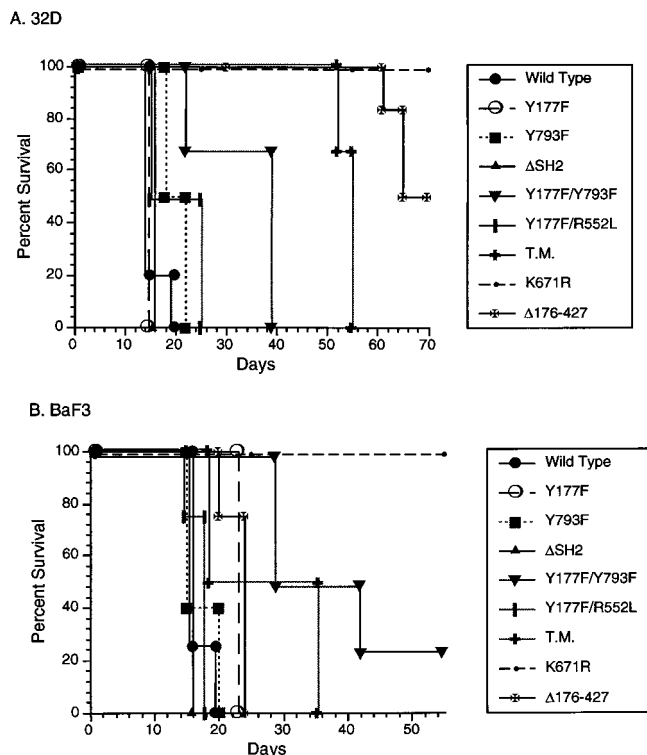 A. 32D
Percent Survival
100
80
60
40
20
0
0 10 20 30 40 50 60 70
Days
Wild Type
Y177F
Y793F
ΔSH2
Y177F/Y793F
Y177F/R552L
T.M.
K671R
Δ176-427
B. BaF3
Percent Survival
100
80
60
40
20
0
0 10 20 30 40 50
Days
Wild Type
Y177F
Y793F
ΔSH2
Y177F/Y793F
Y177F/R552L
T.M.
K671R
Δ176-427